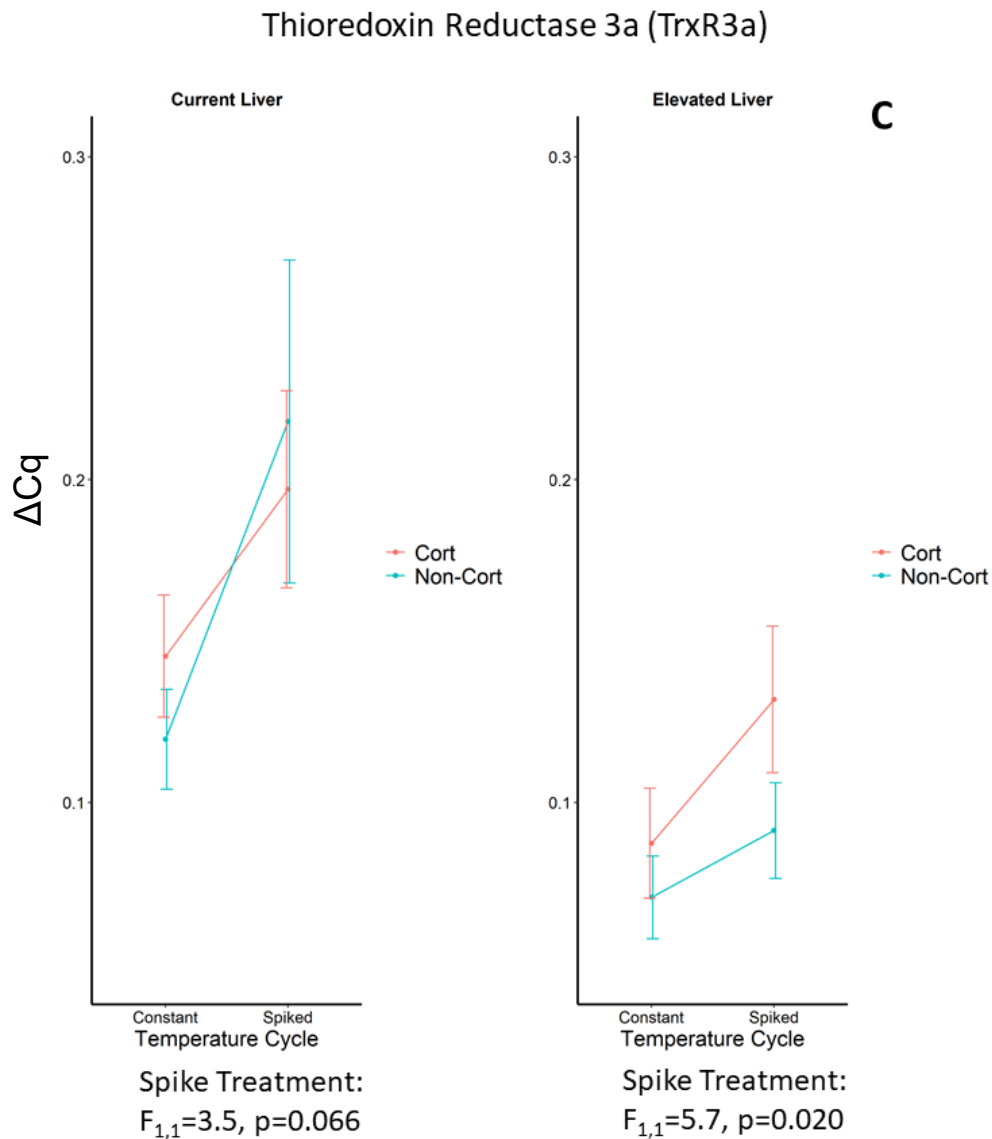 Thioredoxin Reductase 3a (TrxR3a)
Current Liver
Elevated Liver
C
ΔCq
0.3
0.2
0.1
Constant
Spiked
Temperature Cycle
Cort
Non-Cort
Spike Treatment:
F1,1=3.5, p=0.066
0.3
0.2
0.1
Constant
Spiked
Temperature Cycle
Cort
Non-Cort
Spike Treatment:
F1,1=5.7, p=0.020